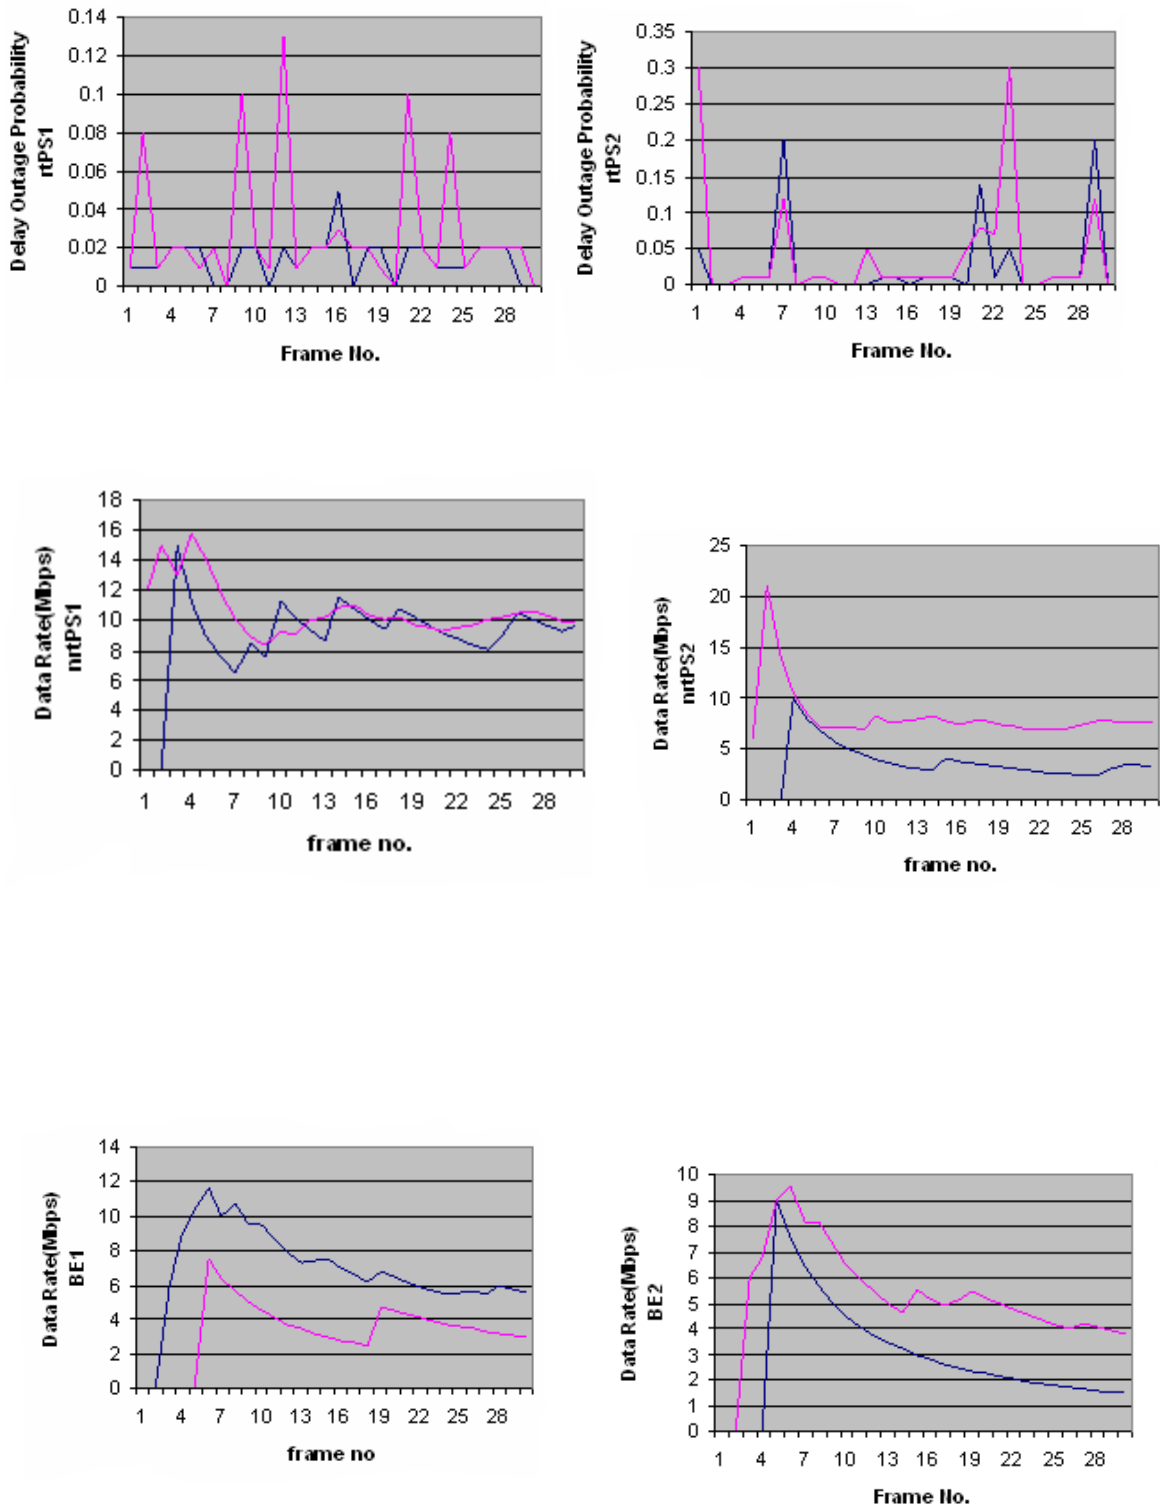 Delay Outage Probability
rtPS1
0.14
0.12
0.1
0.08
0.06
0.04
0.02
0
1 4 7 10 13 16 19 22 25 28
Frame No.
Delay Outage Probability
rtPS2
0.35
0.3
0.25
0.2
0.15
0.1
0.05
0
1 4 7 10 13 16 19 22 25 28
Frame No.
Data Rate(Mbps)
nrtPS1
18
16
14
12
10
8
6
4
2
0
1 4 7 10 13 16 19 22 25 28
frame no.
Data Rate(Mbps)
nrtPS2
25
20
15
10
5
0
1 4 7 10 13 16 19 22 25 28
frame no.
Data Rate(Mbps)
BE1
14
12
10
8
6
4
2
0
1 4 7 10 13 16 19 22 25 28
frame no
Data Rate(Mbps)
BE2
10
9
8
7
6
5
4
3
2
1
0
1 4 7 10 13 16 19 22 25 28
Frame No.